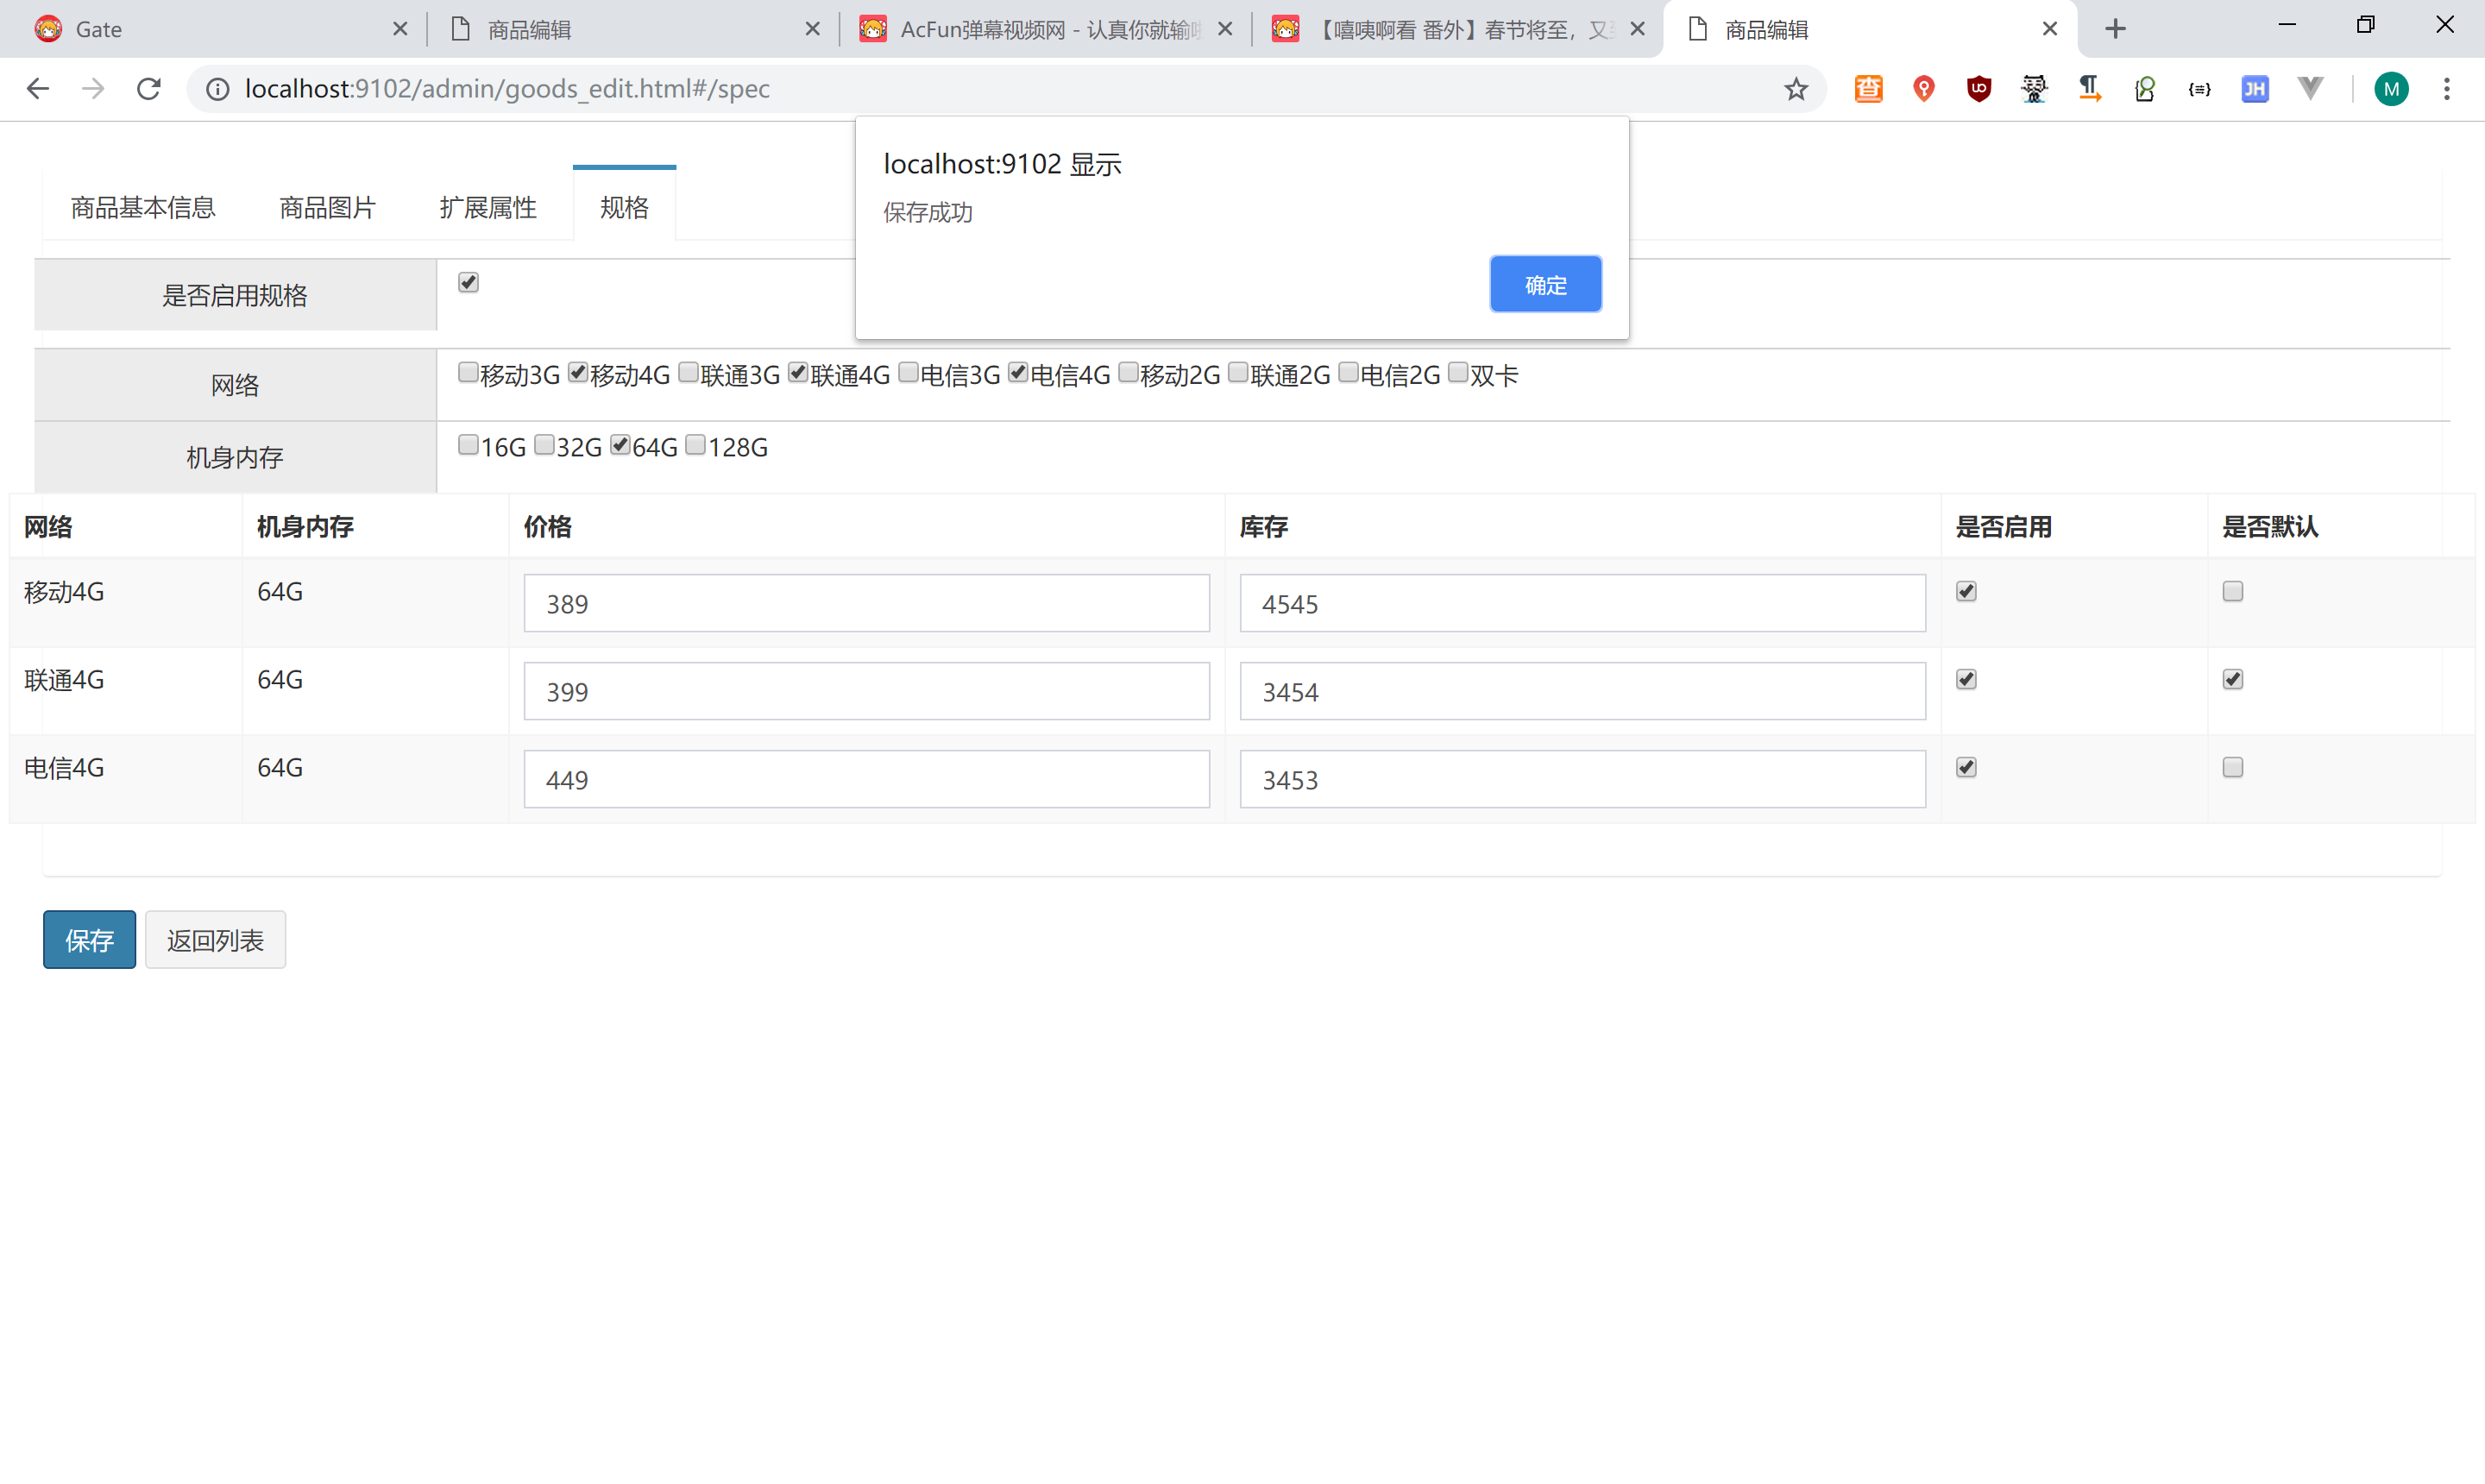 Gate
商品编辑
AcFun弹幕视频网 - 认真你就输
【嘻咦啊看 番外】春节将至，又
商品编辑
localhost:9102/admin/goods_edit.html#/spec
JH
M
localhost:9102 显示
保存成功
确定
商品基本信息 商品图片 扩展属性 规格
是否启用规格
网络 移动3G 移动4G 联通3G 联通4G 电信3G 电信4G 移动2G 联通2G 电信2G 双卡
机身内存 16G 32G 64G 128G
网络 机身内存 价格 库存 是否启用 是否默认
移动4G 64G 389 4545
联通4G 64G 399 3454
电信4G 64G 449 3453
保存 返回列表